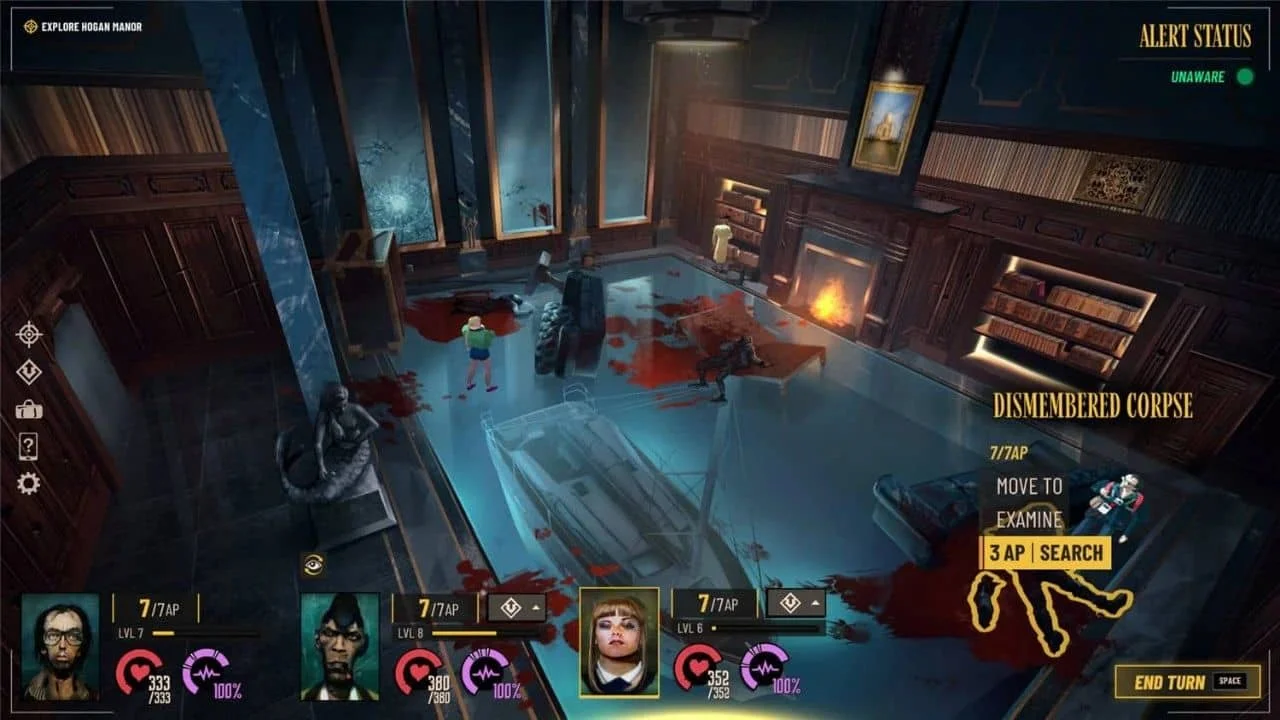 EXPLORE HOGAN MANOR
ALERT STATUS
UNAWARE
DISMEMBERED CORPSE
7/7AP
MOVE TO
EXAMINE
3 AP | SEARCH
?
7/7AP
LVL 7
333
/333
100%
7/7AP
LVL 8
380
/380
100%
7/7AP
LVL 6
352
/352
100%
END TURN SPACE